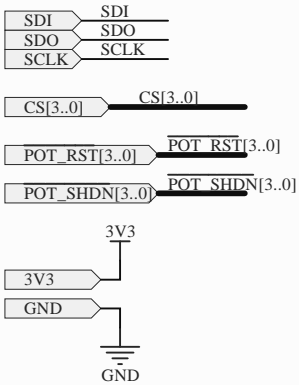 SDI SDI
SDO SDO
SCLK SCLK
CS[3..0] CS[3..0]
POT_RST[3..0] POT_RST[3..0]
POT_SHDN[3..0] POT_SHDN[3..0]
3V3
3V3
GND
GND